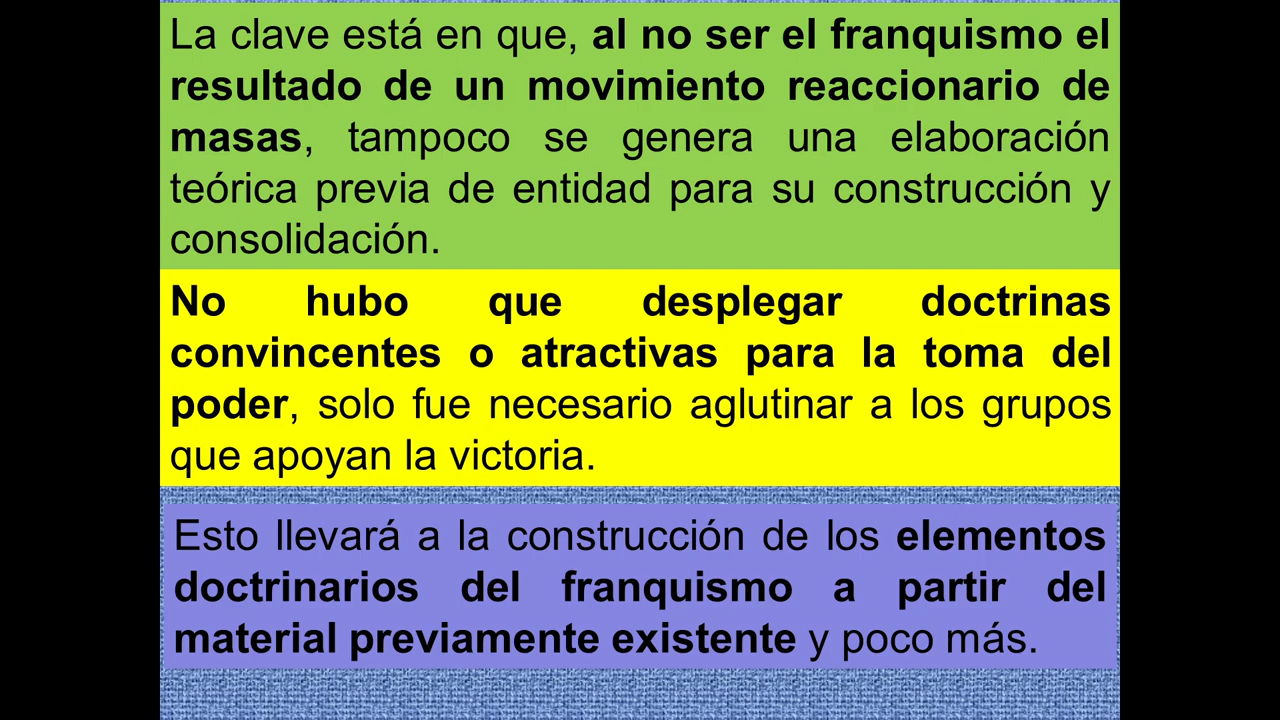 La clave está en que, al no ser el franquismo el
resultado de un movimiento reaccionario de
masas, tampoco se genera una elaboración
teórica previa de entidad para su construcción y
consolidación.
No hubo que desplegar doctrinas
convincentes o atractivas para la toma del
poder, solo fue necesario aglutinar a los grupos
que apoyan la victoria.
Esto llevará a la construcción de los elementos
doctrinarios del franquismo a partir del
material previamente existente y poco más.